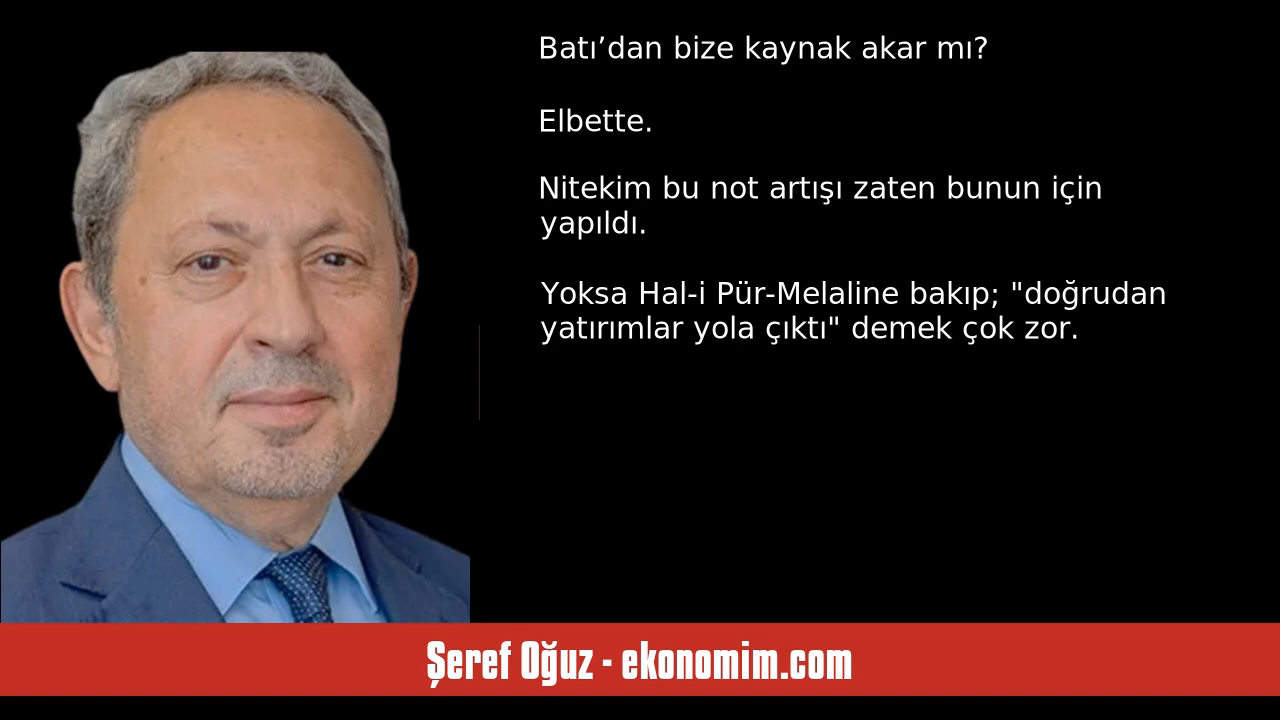 Batı’dan bize kaynak akar mı?
Elbette.
Nitekim bu not artışı zaten bunun için
yapıldı.
Yoksa Hal-i Pür-Melaline bakıp; "doğrudan
yatırımlar yola çıktı" demek çok zor.
Şeref Oğuz - ekonomim.com